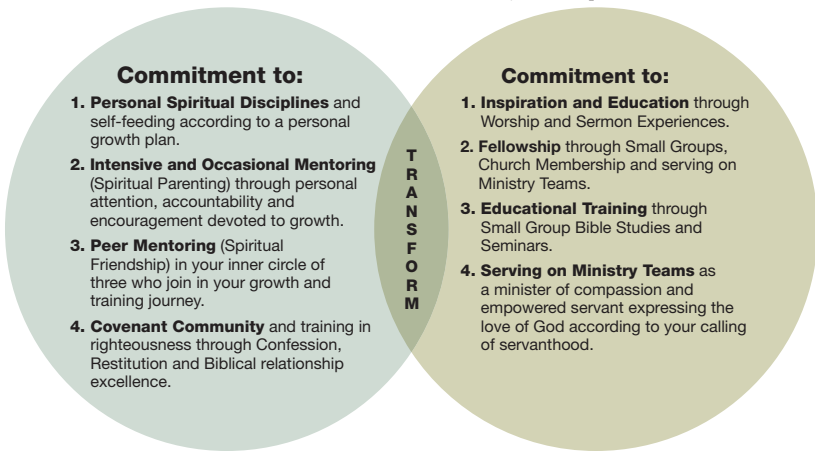 Commitment to:
1. Personal Spiritual Disciplines and
self-feeding according to a personal
growth plan.
2. Intensive and Occasional Mentoring
(Spiritual Parenting) through personal
attention, accountability and
encouragement devoted to growth.
3. Peer Mentoring (Spiritual
Friendship) in your inner circle of
three who join in your growth and
training journey.
4. Covenant Community and training in
righteousness through Confession,
Restitution and Biblical relationship
excellence.
T
R
A
N
S
F
O
R
M
Commitment to:
1. Inspiration and Education through
Worship and Sermon Experiences.
2. Fellowship through Small Groups,
Church Membership and serving on
Ministry Teams.
3. Educational Training through
Small Group Bible Studies and
Seminars.
4. Serving on Ministry Teams as
a minister of compassion and
empowered servant expressing the
love of God according to your calling
of servanthood.